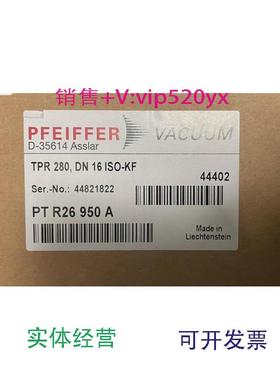 销售+V:vip520yx
PFEIFFER VACUUM
D-35614 Asslar
TPR 280, DN 16 ISO-KF
44402
Ser.-No.: 44821822
PT R26 950 A
Made in
Liechtenstein
实体经营 可开发票